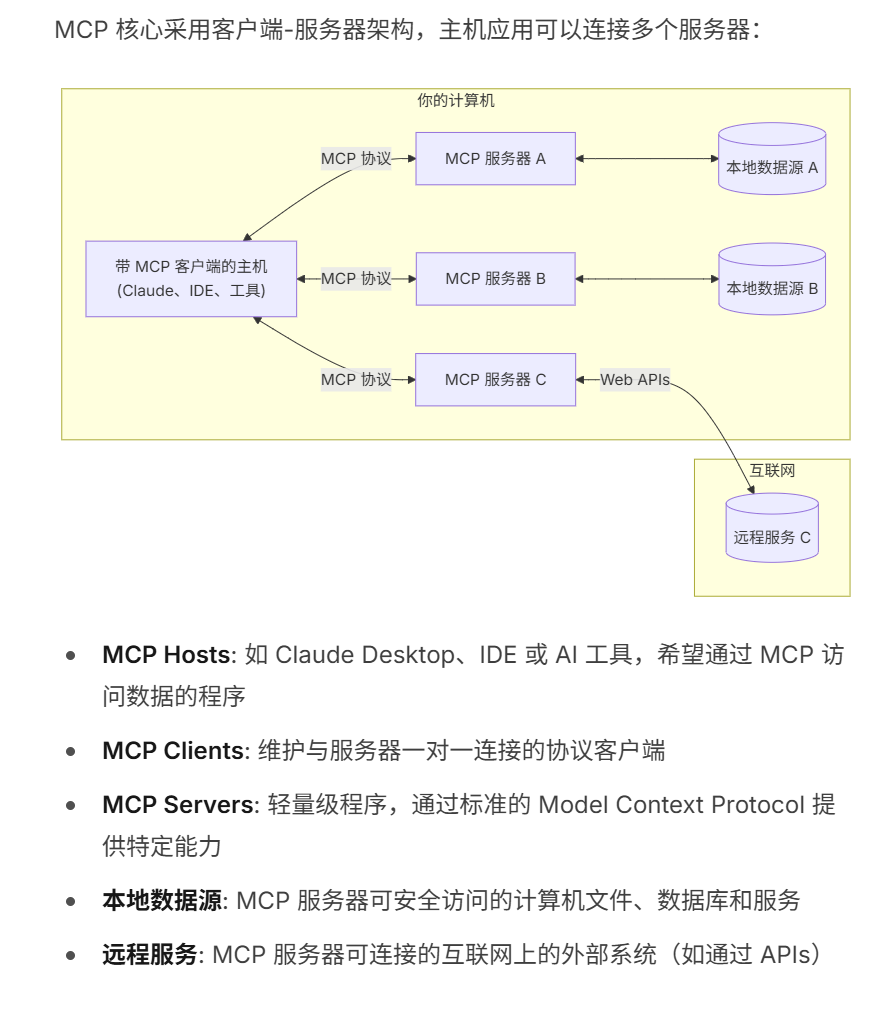 MCP 核心采用客户端-服务器架构，主机应用可以连接多个服务器：
你的计算机
MCP 协议
MCP 服务器 A
本地数据源 A
带 MCP 客户端的主机
(Claude、IDE、工具)
MCP 协议
MCP 服务器 B
本地数据源 B
MCP 协议
MCP 服务器 C
Web APIs
互联网
远程服务 C
MCP Hosts: 如 Claude Desktop、IDE 或 AI 工具，希望通过 MCP 访
问数据的程序
MCP Clients: 维护与服务器一对一连接的协议客户端
MCP Servers: 轻量级程序，通过标准的 Model Context Protocol 提
供特定能力
本地数据源: MCP 服务器可安全访问的计算机文件、数据库和服务
远程服务: MCP 服务器可连接的互联网上的外部系统（如通过 APIs）